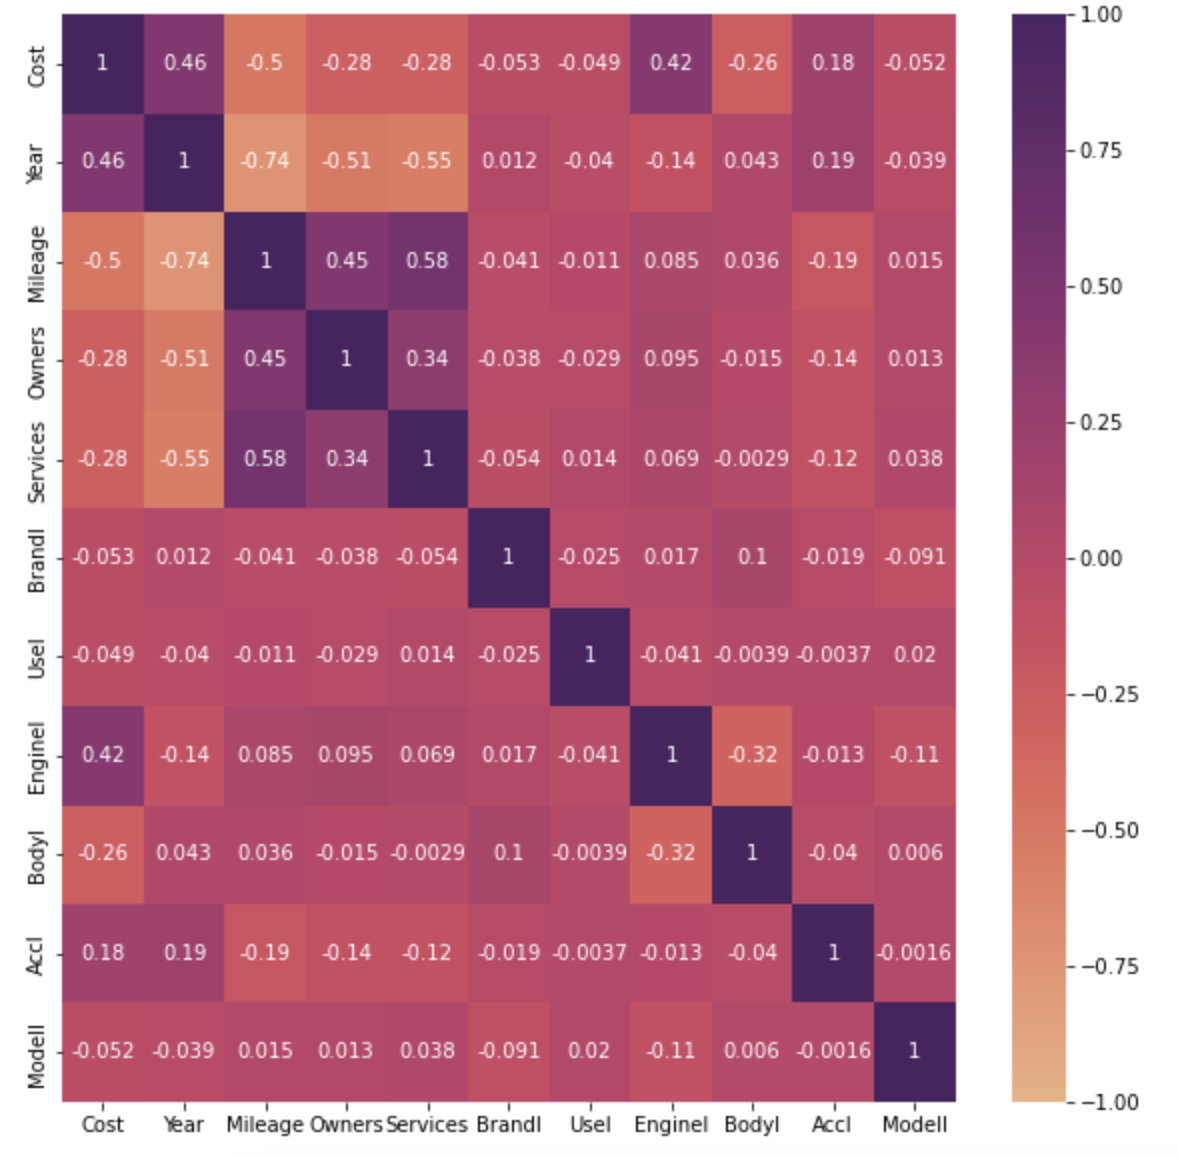 Cost 1 0.46 -0.5 -0.28 -0.28 -0.053 -0.049 0.42 -0.26 0.18 -0.052
Year 0.46 1 -0.74 -0.51 -0.55 0.012 -0.04 -0.14 0.043 0.19 -0.039
Mileage -0.5 -0.74 1 0.45 0.58 -0.041 -0.011 0.085 0.036 -0.19 0.015
Owners -0.28 -0.51 0.45 1 0.34 -0.038 -0.029 0.095 -0.015 -0.14 0.013
Services -0.28 -0.55 0.58 0.34 1 -0.054 0.014 0.069 -0.0029 -0.12 0.038
Brandl -0.053 0.012 -0.041 -0.038 -0.054 1 -0.025 0.017 0.1 -0.019 -0.091
Usel -0.049 -0.04 -0.011 -0.029 0.014 -0.025 1 -0.041 -0.0039 -0.0037 0.02
Enginel 0.42 -0.14 0.085 0.095 0.069 0.017 -0.041 1 -0.32 -0.013 -0.11
Bodyl -0.26 0.043 0.036 -0.015 -0.0029 0.1 -0.0039 -0.32 1 -0.04 0.006
Accl 0.18 0.19 -0.19 -0.14 -0.12 -0.019 -0.0037 -0.013 -0.04 1 -0.0016
Modell -0.052 -0.039 0.015 0.013 0.038 -0.091 0.02 -0.11 0.006 -0.0016 1
Cost Year Mileage Owners Services Brandl Usel Enginel Bodyl Accl Modell
1.00
0.75
0.50
0.25
0.00
−0.25
−0.50
−0.75
−1.00